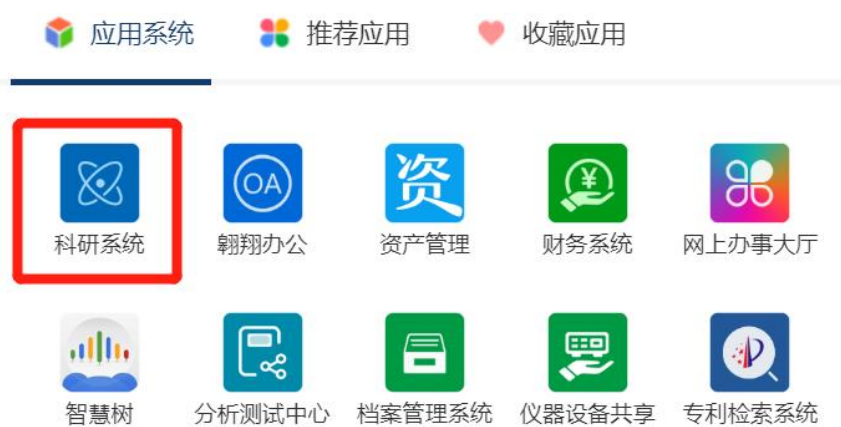 应用系统 推荐应用 收藏应用
OA 资 ¥
科研系统 翱翔办公 资产管理 财务系统 网上办事大厅
智慧树 分析测试中心 档案管理系统 仪器设备共享 专利检索系统